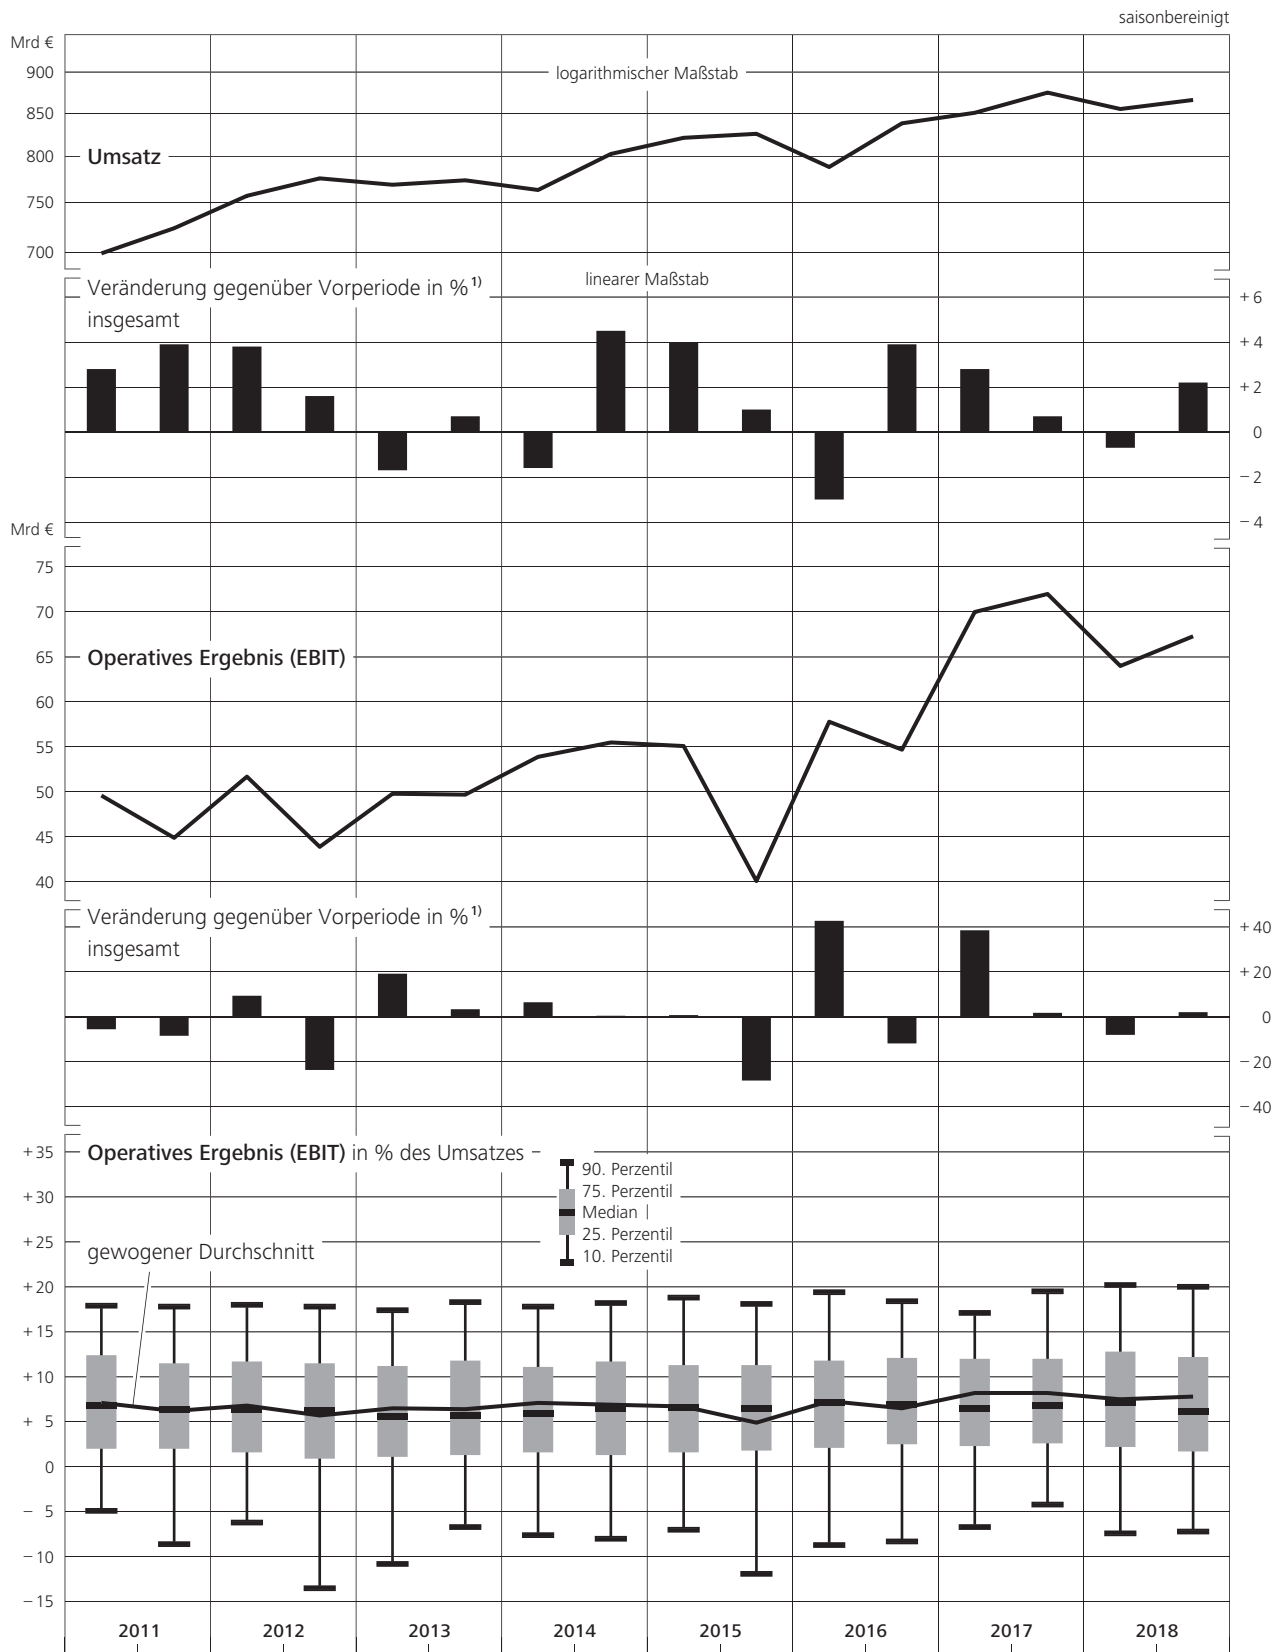 saisonbereinigt
Mrd €
900
logarithmischer Maßstab
850
800
Umsatz
750
700
Veränderung gegenüber Vorperiode in %¹⁾
linearer Maßstab
insgesamt
+ 6
+ 4
+ 2
0
− 2
− 4
Mrd €
75
70
65
Operatives Ergebnis (EBIT)
60
55
50
45
40
Veränderung gegenüber Vorperiode in %¹⁾
insgesamt
+ 40
+ 20
0
− 20
− 40
+ 35
Operatives Ergebnis (EBIT) in % des Umsatzes
90. Perzentil
75. Perzentil
Median
25. Perzentil
10. Perzentil
+ 30
+ 25
gewogener Durchschnitt
+ 20
+ 15
+ 10
+ 5
0
− 5
− 10
− 15
2011 2012 2013 2014 2015 2016 2017 2018